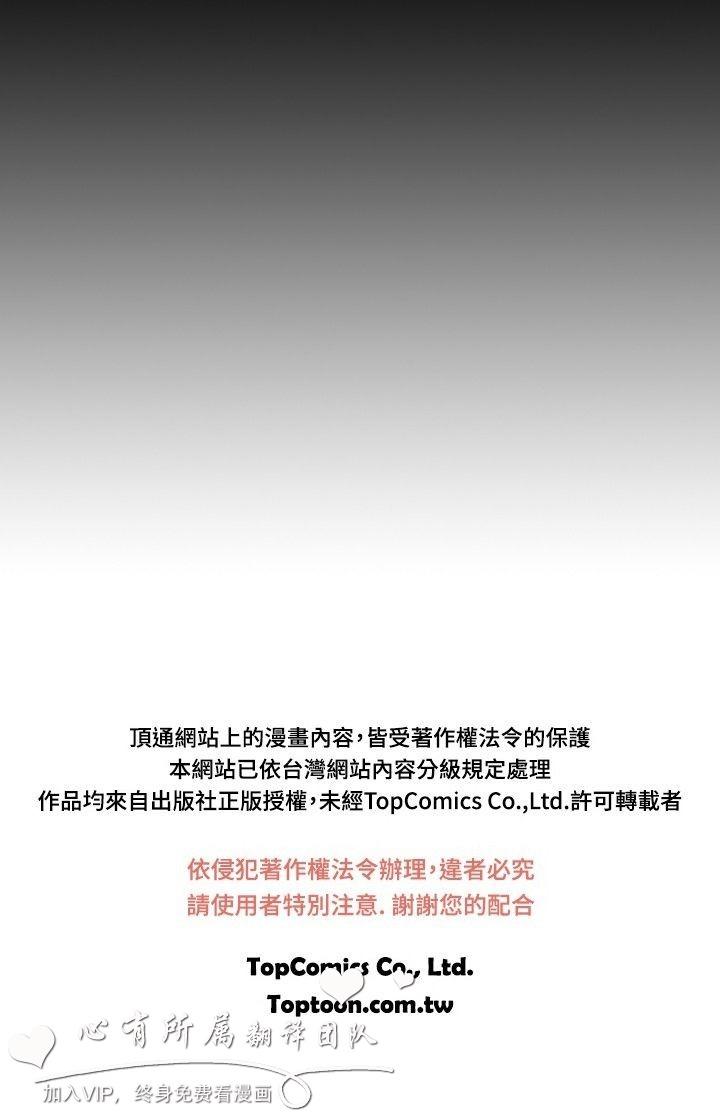 頂通網站上的漫畫內容，皆受著作權法令的保護
本網站已依台灣網站內容分級規定處理
作品均來自出版社正版授權，未經TopComics Co.,Ltd.許可轉載者
依侵犯著作權法令辦理，違者必究
請使用者特別注意. 謝謝您的配合
TopComics Co., Ltd.
Toptoon.com.tw
心有所属翻译团队
加入VIP，终身免费看漫画